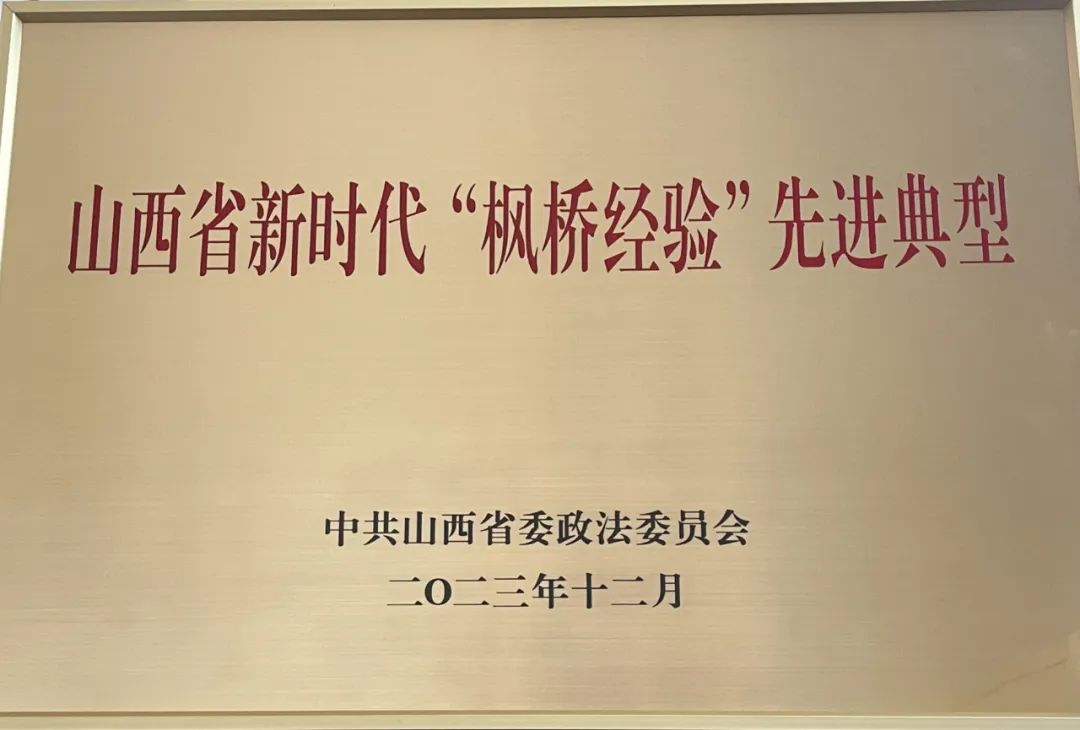 山西省新时代“枫桥经验”先进典型
中共山西省委政法委员会
二O二三年十二月